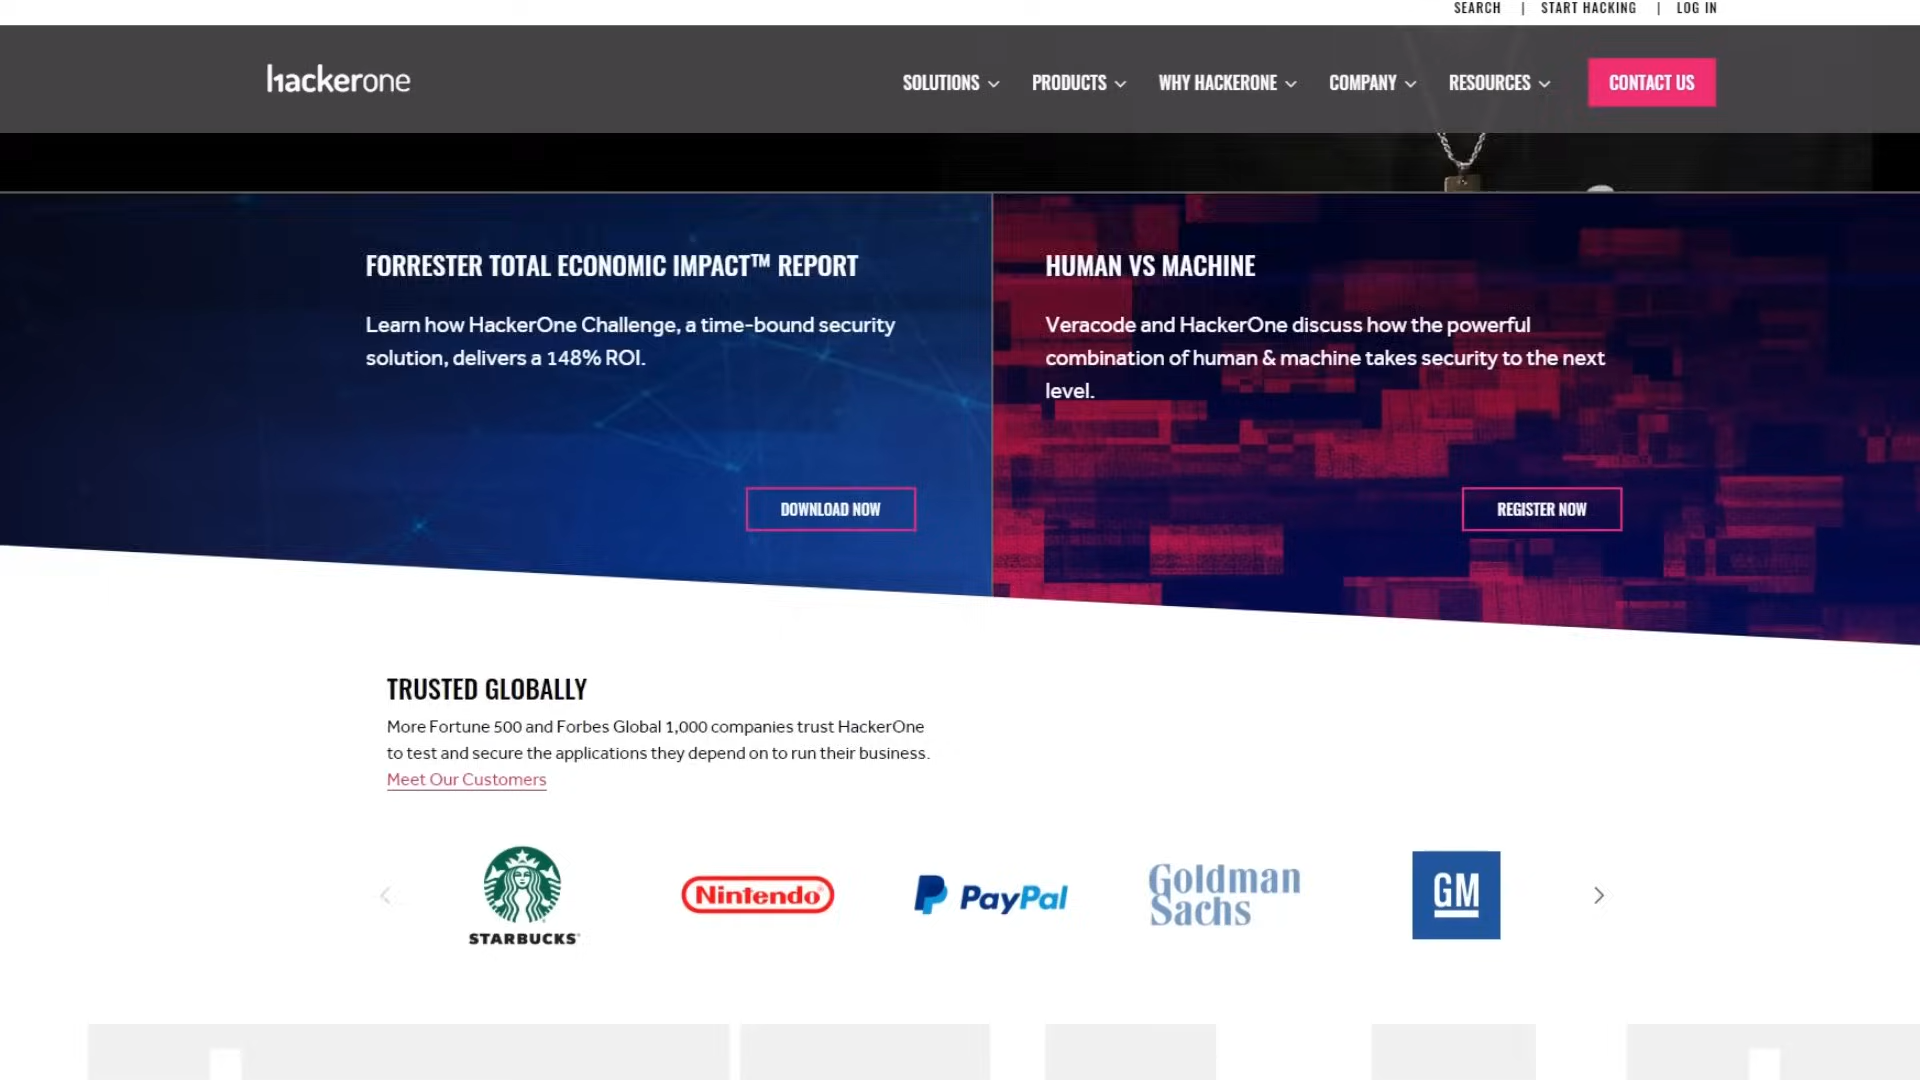 SEARCH | START HACKING | LOG IN
hackerone
SOLUTIONS PRODUCTS WHY HACKERONE COMPANY RESOURCES CONTACT US
FORRESTER TOTAL ECONOMIC IMPACT™ REPORT
Learn how HackerOne Challenge, a time-bound security
solution, delivers a 148% ROI.
DOWNLOAD NOW
HUMAN VS MACHINE
Veracode and HackerOne discuss how the powerful
combination of human & machine takes security to the next
level.
REGISTER NOW
TRUSTED GLOBALLY
More Fortune 500 and Forbes Global 1,000 companies trust HackerOne
to test and secure the applications they depend on to run their business.
Meet Our Customers
STARBUCKS
Nintendo
PayPal
Goldman
Sachs
GM